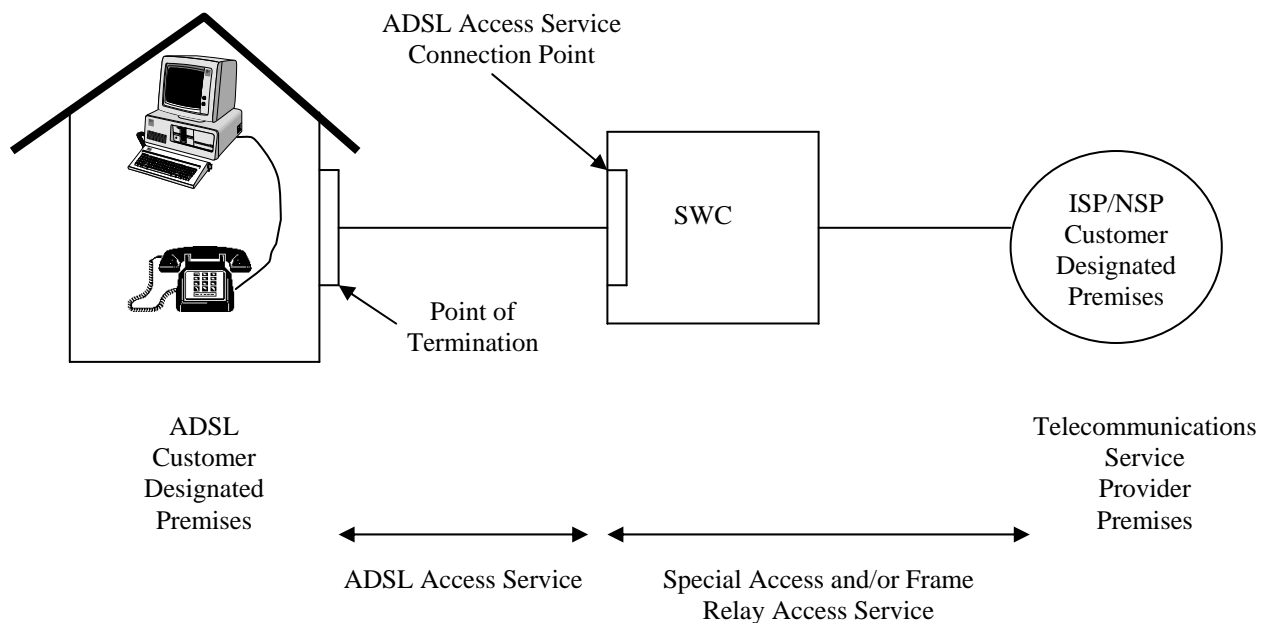 ADSL Access Service
Connection Point
SWC
ISP/NSP
Customer
Designated
Premises
Point of
Termination
ADSL
Customer
Designated
Premises
Telecommunications
Service
Provider
Premises
ADSL Access Service
Special Access and/or Frame
Relay Access Service